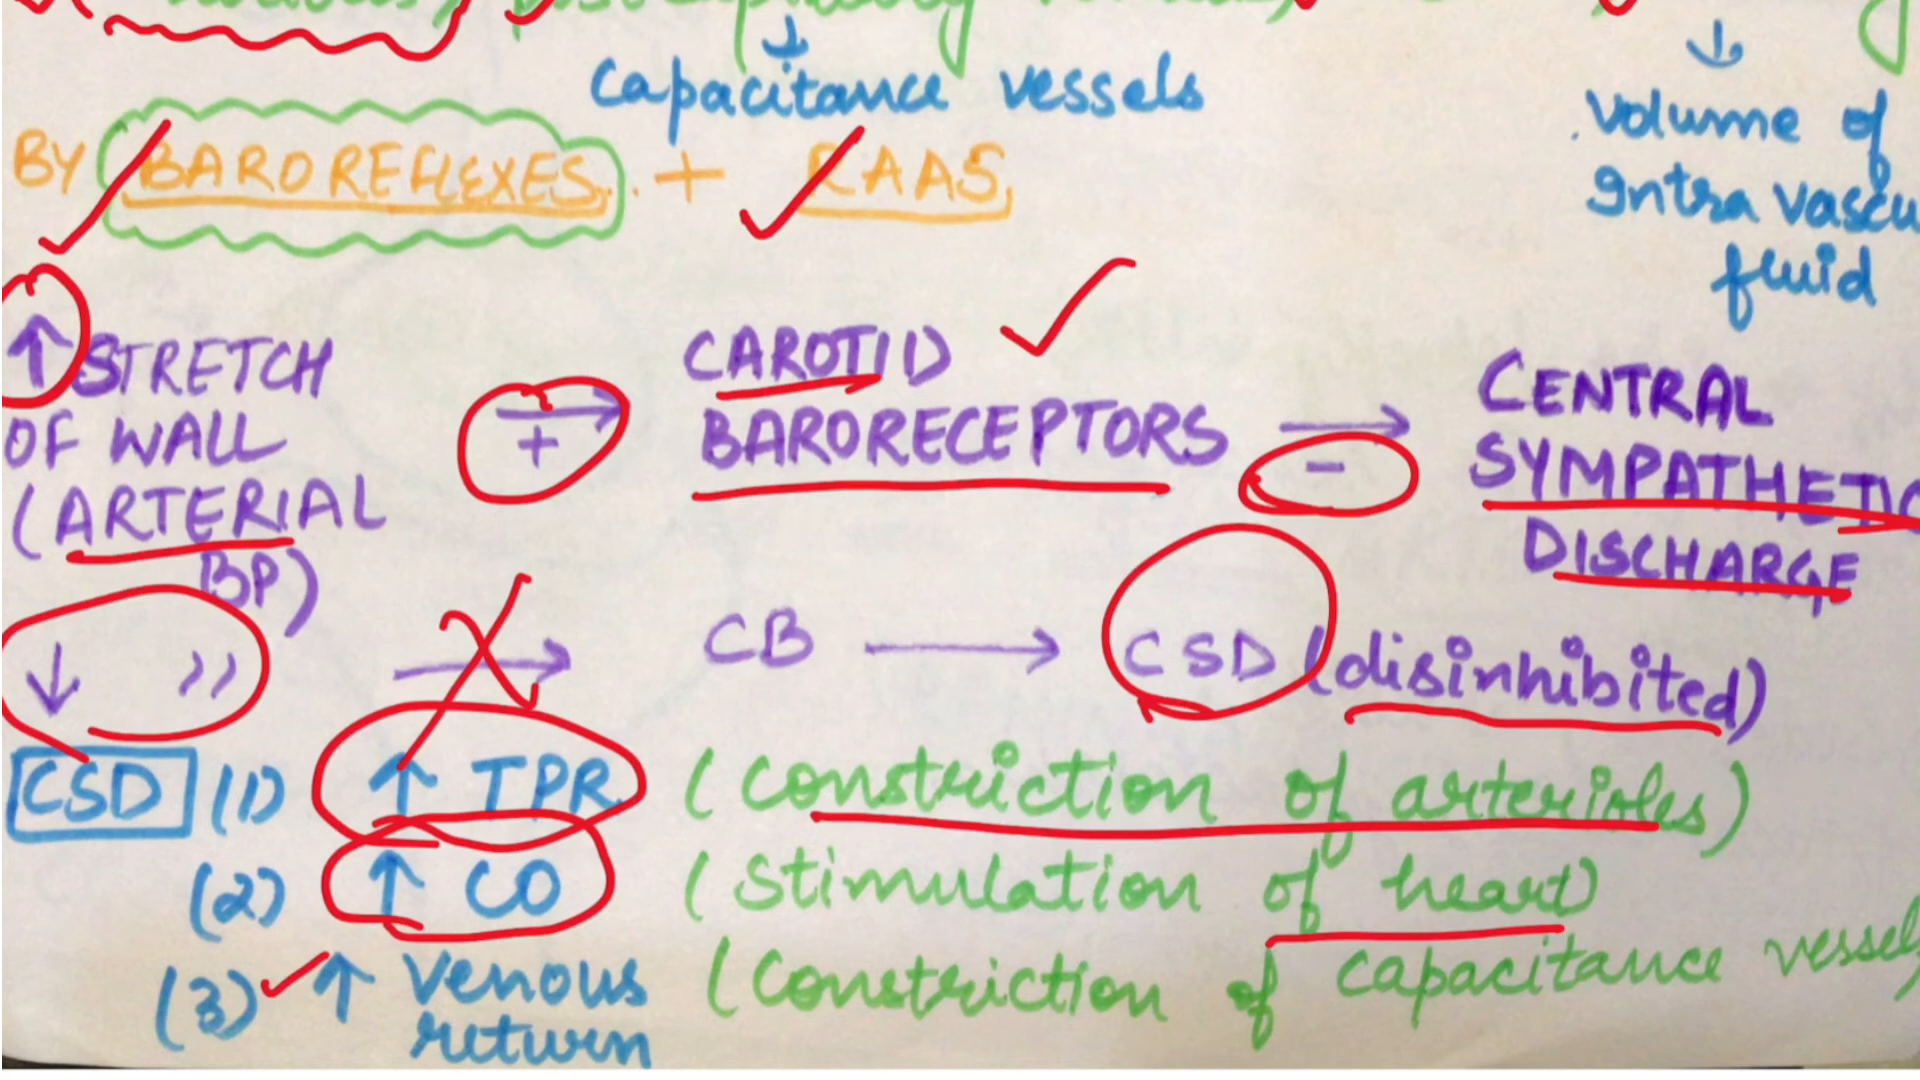 Capacitance vessels
Volume of
Intra vascu
fluid
BY BAROREFLEXES + RAAS
↑ STRETCH
OF WALL
(ARTERIAL
BP)
→
+
CAROTID
BARORECEPTORS
→
-
CENTRAL
SYMPATHETIC
DISCHARGE
↓ ,, → CB → CSD (disinhibited)
CSD (1) ↑ TPR (Constriction of arterioles)
(2) ↑ CO (Stimulation of heart)
(3) ↑ Venous return (Constriction of capacitance vessels)